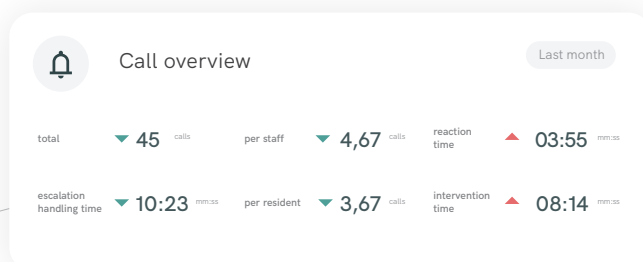 Call overview
Last month
total 45 calls
per staff 4,67 calls
reaction
time 03:55 mm:ss
escalation
handling time 10:23 mm:ss
per resident 3,67 calls
intervention
time 08:14 mm:ss